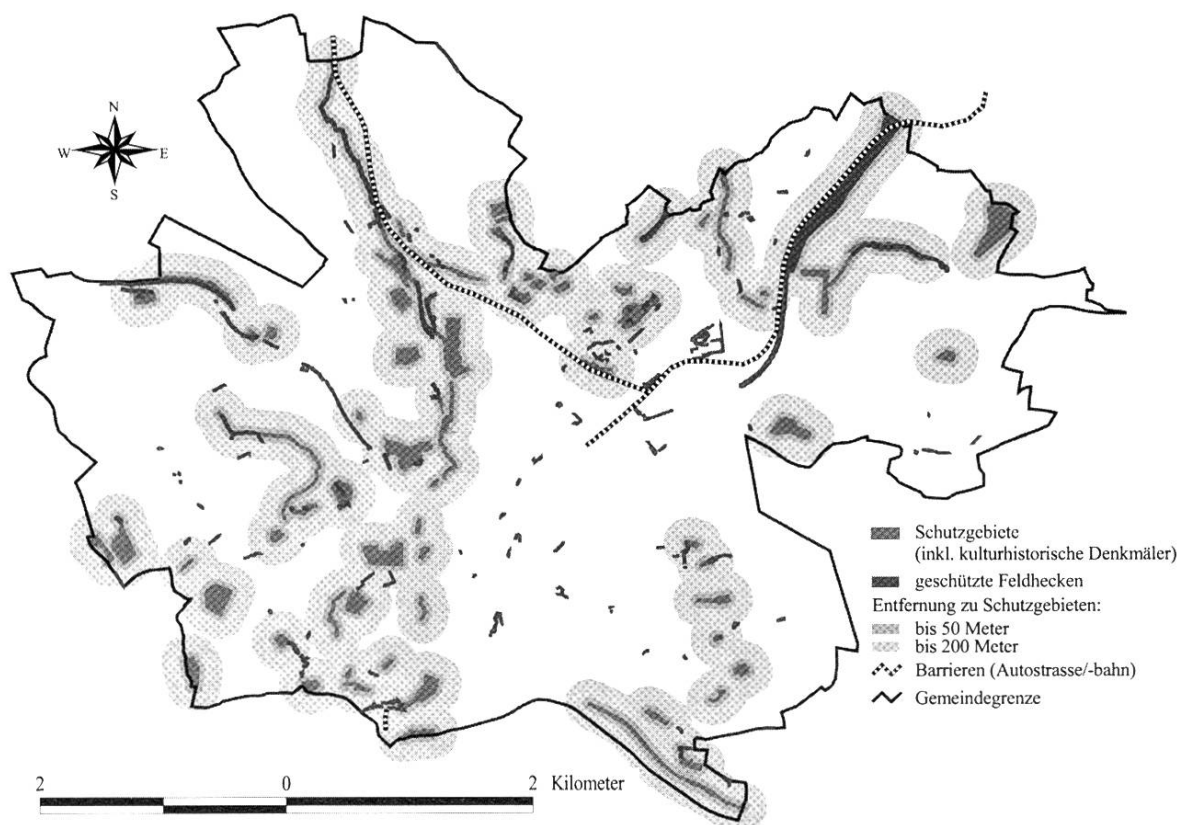 N
W E
S
Schutzgebiete
(inkl. kulturhistorische Denkmäler)
geschützte Feldhecken
Entfernung zu Schutzgebieten:
bis 50 Meter
bis 200 Meter
Barrieren (Autostrasse/-bahn)
Gemeindegrenze
2 0 2 Kilometer